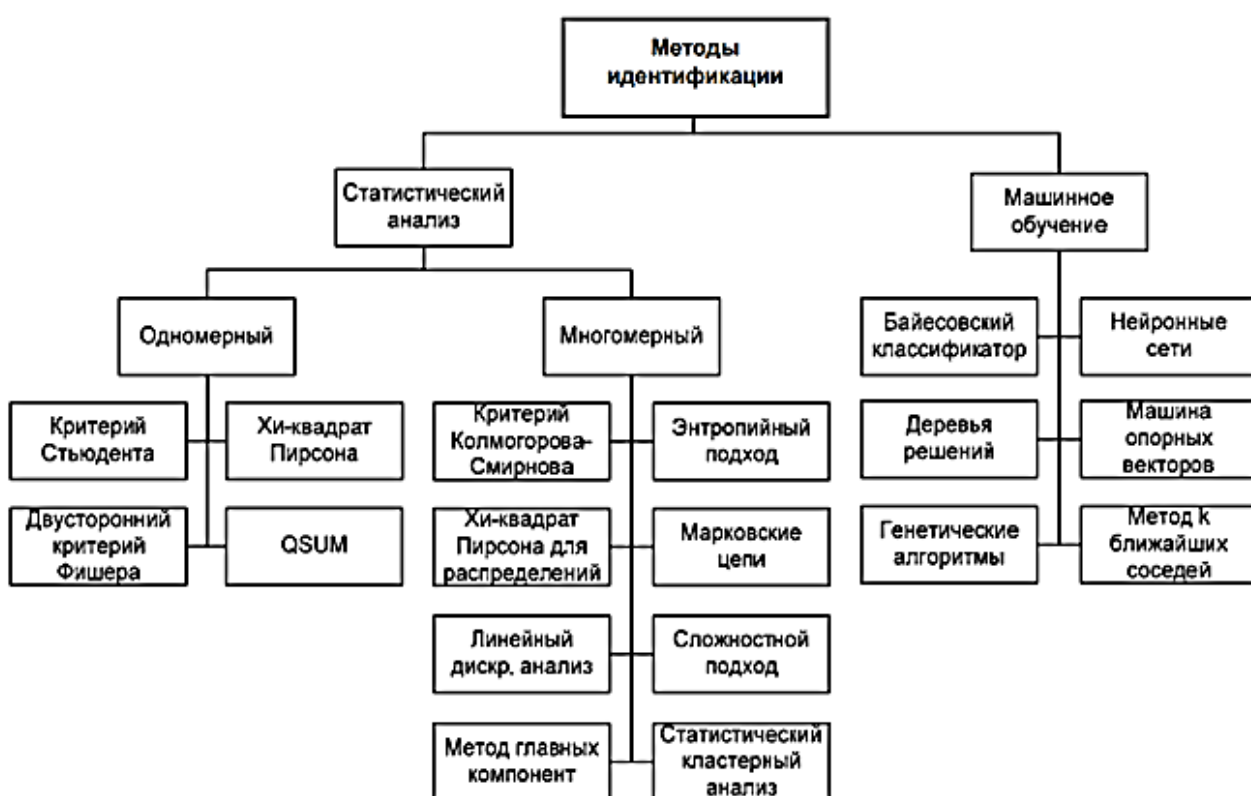 Методы
идентификации
Статистический
анализ
Машинное
обучение
Одномерный
Многомерный
Байесовский
классификатор
Нейронные
сети
Критерий
Стьюдента
Хи-квадрат
Пирсона
Критерий
Колмогорова-
Смирнова
Энтропийный
подход
Деревья
решений
Машина
опорных
векторов
Двусторонний
критерий
Фишера
QSUM
Хи-квадрат
Пирсона для
распределений
Марковские
цепи
Генетические
алгоритмы
Метод k
ближайших
соседей
Линейный
дискр. анализ
Сложностной
подход
Метод главных
компонент
Статистический
кластерный
анализ